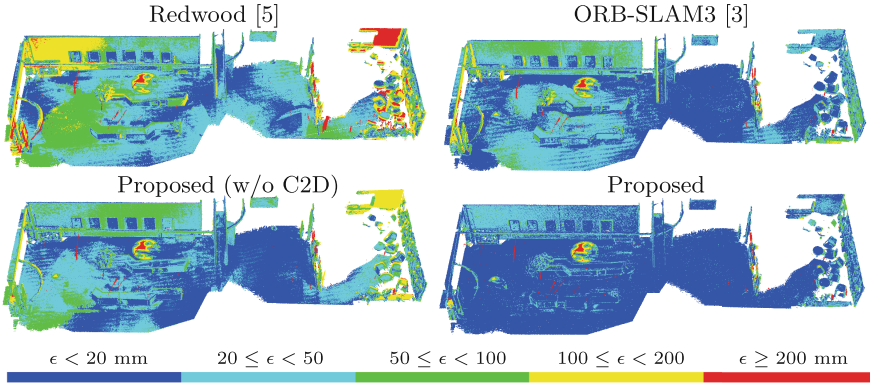 Redwood [5]
ORB-SLAM3 [3]
Proposed (w/o C2D)
Proposed
ϵ < 20 mm
20 ≤ ϵ < 50
50 ≤ ϵ < 100
100 ≤ ϵ < 200
ϵ ≥ 200 mm